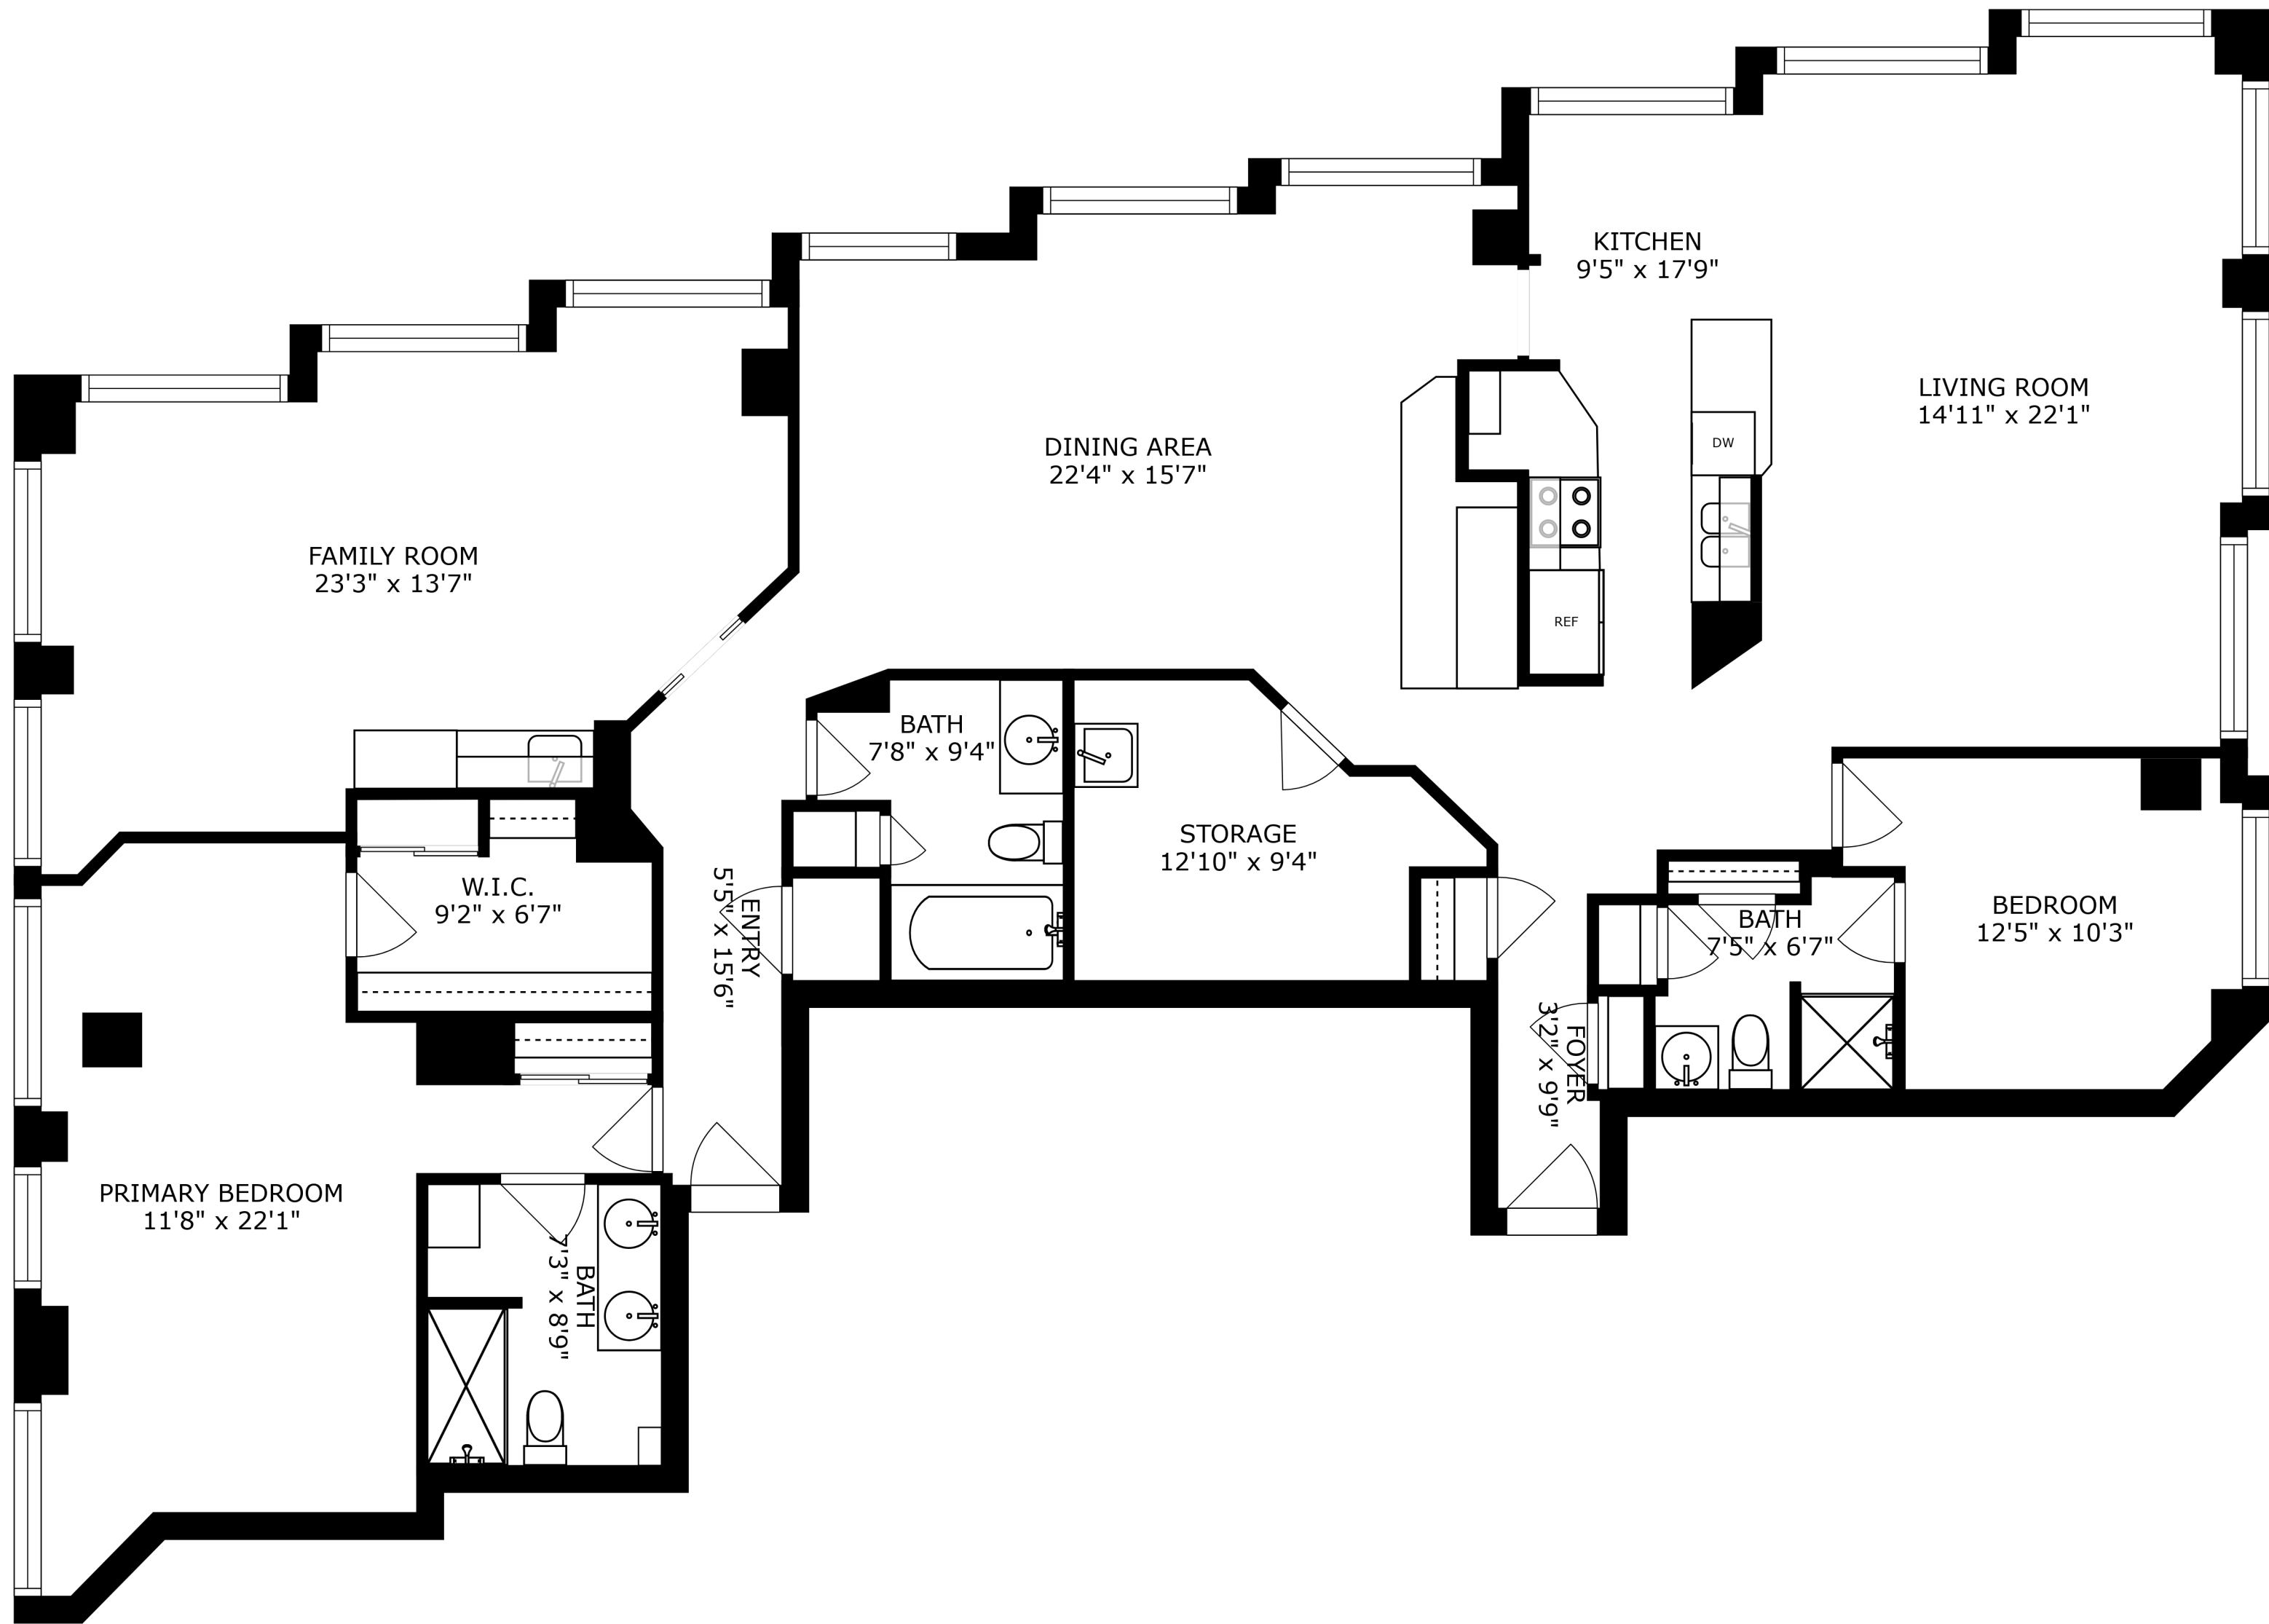 KITCHEN
9'5" x 17'9"
LIVING ROOM
14'11" x 22'1"
DW
DINING AREA
22'4" x 15'7"
FAMILY ROOM
23'3" x 13'7"
REF
BATH
7'8" x 9'4"
STORAGE
12'10" x 9'4"
W.I.C.
9'2" x 6'7"
ENTRY
5'5" x 15'6"
BATH
7'5" x 6'7"
BEDROOM
12'5" x 10'3"
FOYER
3'2" x 9'9"
PRIMARY BEDROOM
11'8" x 22'1"
BATH
7'3" x 8'9"